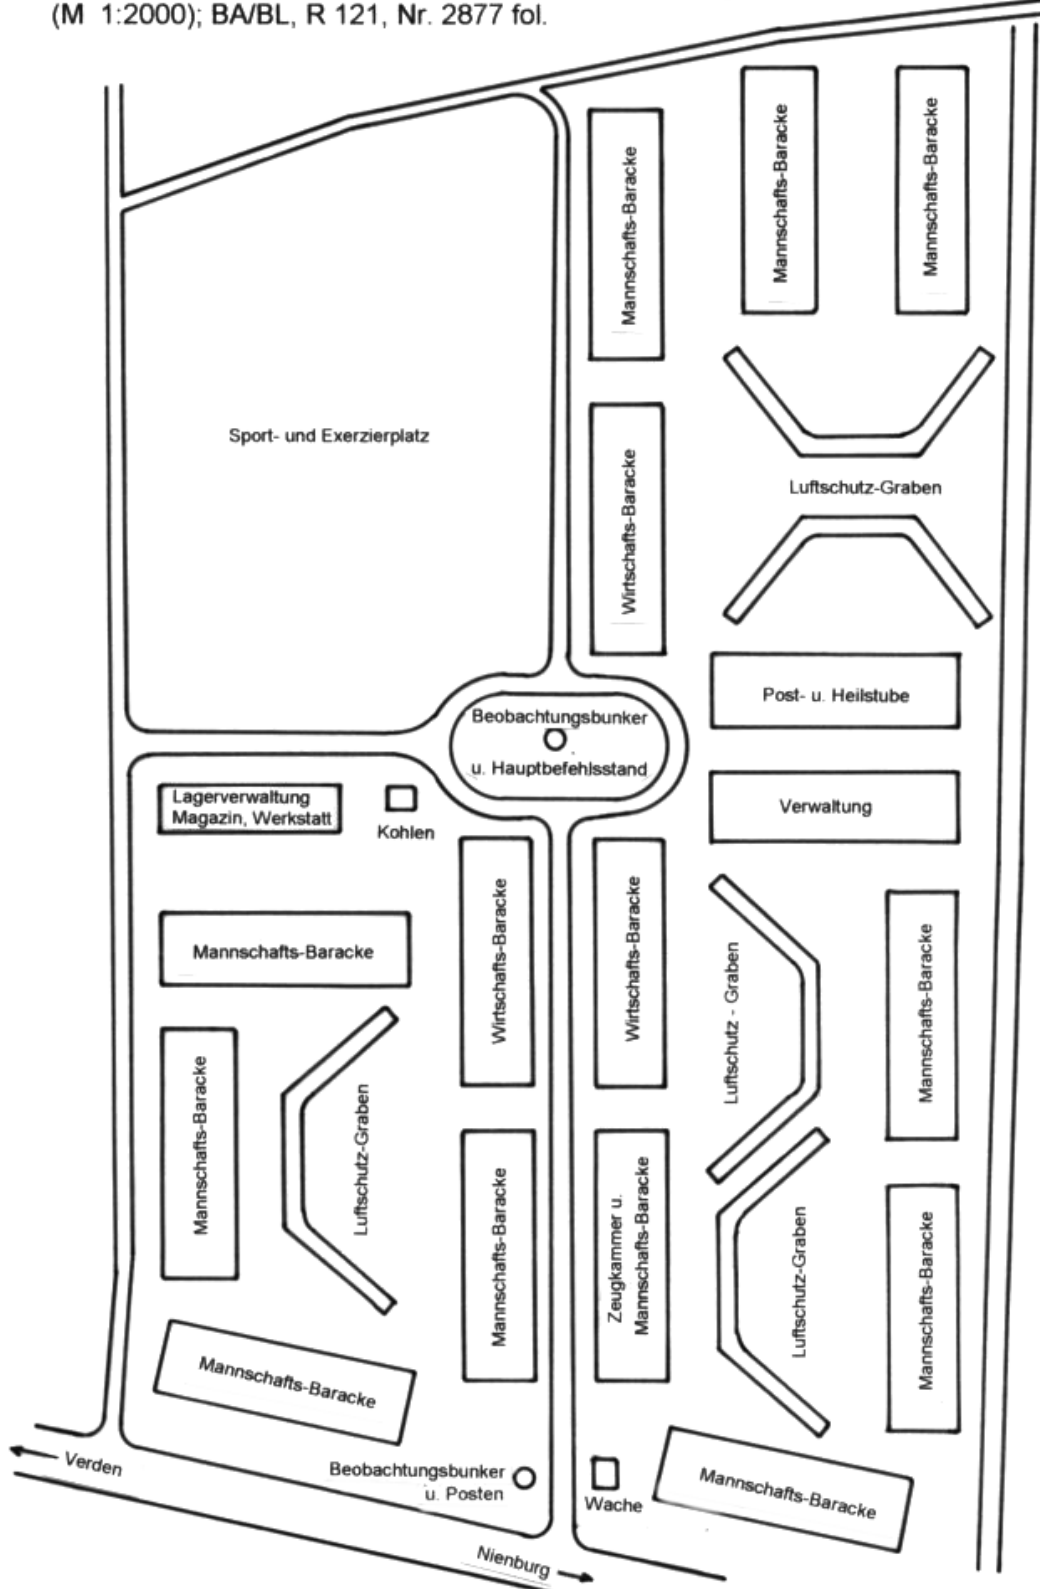 (M 1:2000); BA/BL, R 121, Nr. 2877 fol.
Mannschafts-Baracke
Mannschafts-Baracke
Mannschafts-Baracke
Sport- und Exerzierplatz
Wirtschafts-Baracke
Luftschutz-Graben
Post- u. Heilstube
Beobachtungsbunker
u. Hauptbefehlsstand
Verwaltung
Lagerverwaltung
Magazin, Werkstatt
Kohlen
Mannschafts-Baracke
Wirtschafts-Baracke
Wirtschafts-Baracke
Luftschutz - Graben
Mannschafts-Baracke
Mannschafts-Baracke
Luftschutz-Graben
Mannschafts-Baracke
Zeugkammer u.
Mannschafts-Baracke
Luftschutz-Graben
Mannschafts-Baracke
Mannschafts-Baracke
Verden
Beobachtungsbunker
u. Posten
Wache
Mannschafts-Baracke
Nienburg